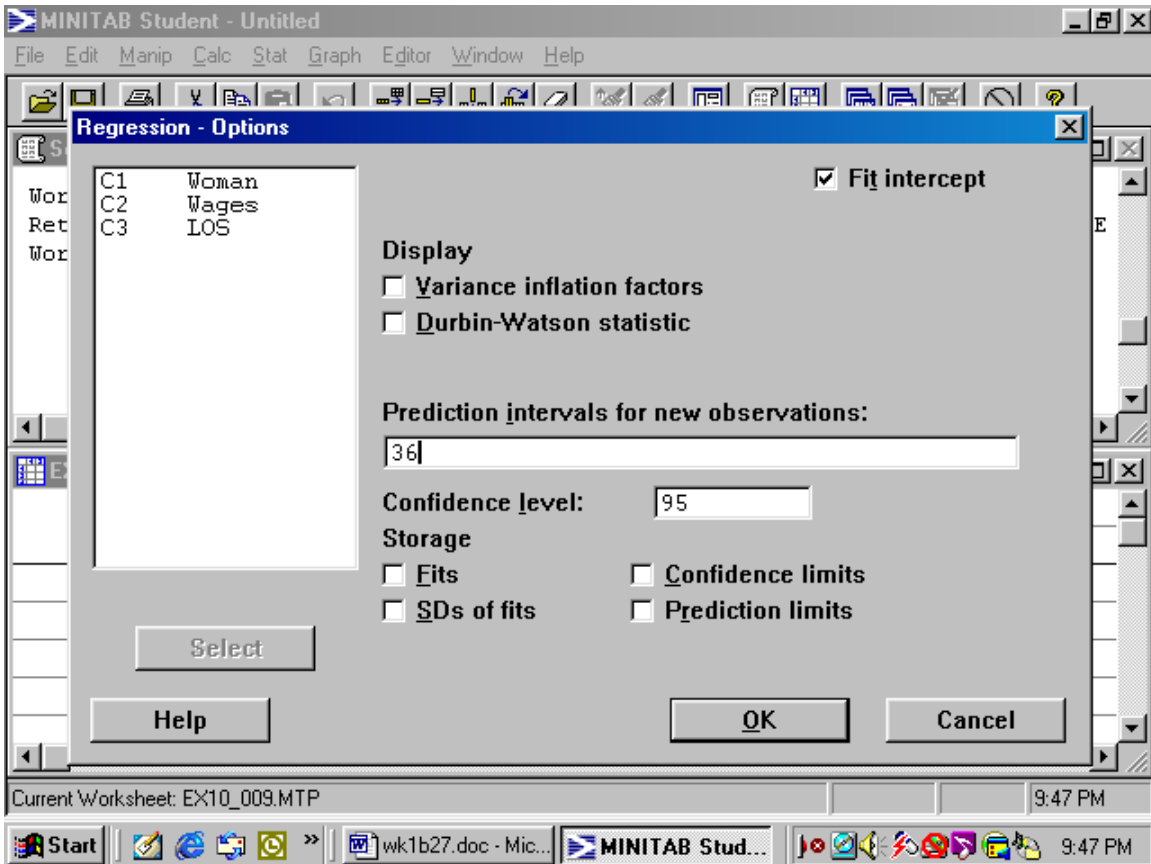 MINITAB Student - Untitled
File Edit Manip Calc Stat Graph Editor Window Help
Regression - Options
C1 Woman
C2 Wages
C3 LOS
Fit intercept
Wor
Ret
E
Wor
Display
Variance inflation factors
Durbin-Watson statistic
Prediction intervals for new observations:
36
Confidence level: 95
Storage
Fits
Confidence limits
SDs of fits
Prediction limits
Select
Help
OK
Cancel
Current Worksheet: EX10_009.MTP
9:47 PM
Start
»
wk1b27.doc - Mic...
MINITAB Stud...
9:47 PM